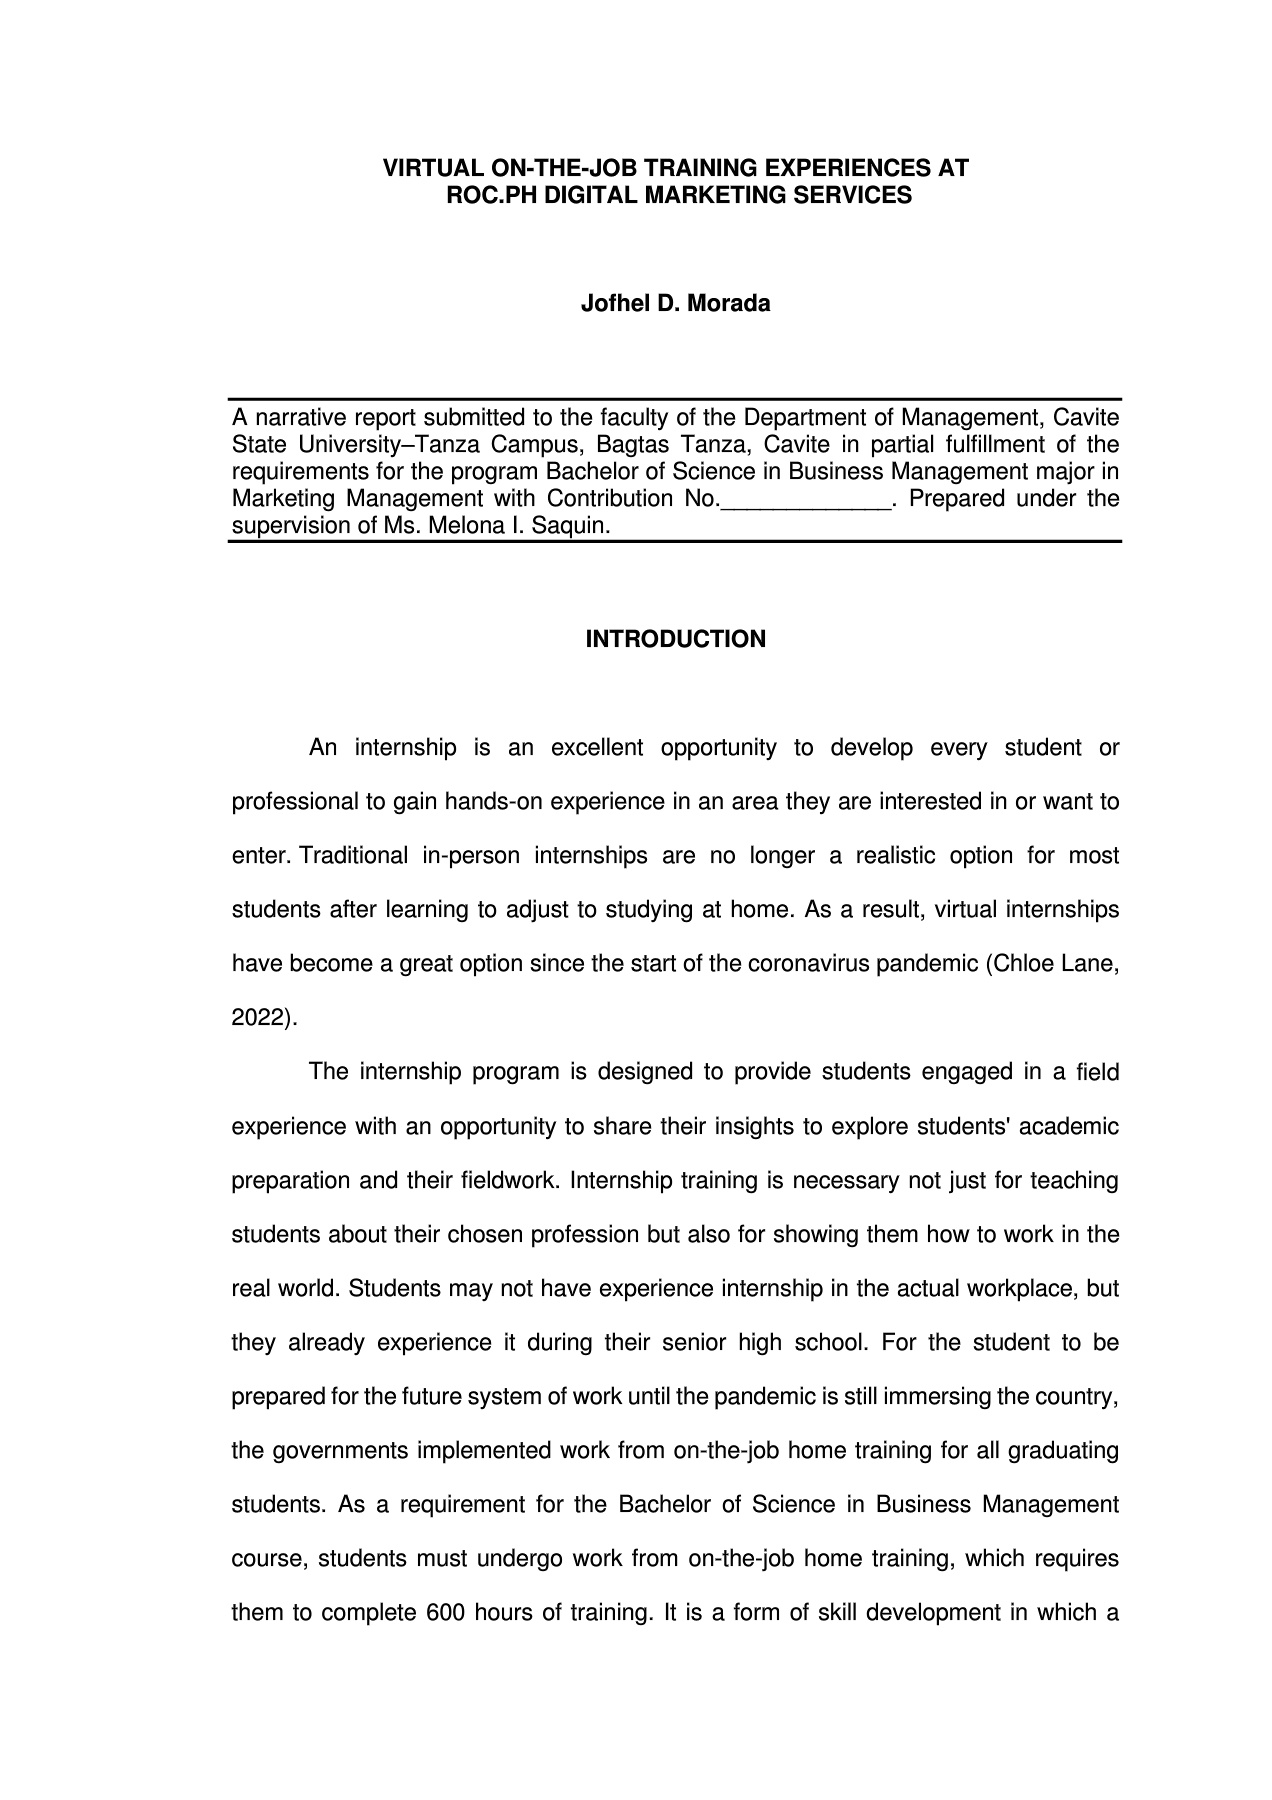 VIRTUAL ON-THE-JOB TRAINING EXPERIENCES AT
ROC.PH DIGITAL MARKETING SERVICES
Jofhel D. Morada
A narrative report submitted to the faculty of the Department of Management, Cavite
State University–Tanza Campus, Bagtas Tanza, Cavite in partial fulfillment of the
requirements for the program Bachelor of Science in Business Management major in
Marketing Management with Contribution No._____________. Prepared under the
supervision of Ms. Melona I. Saquin.
INTRODUCTION
An internship is an excellent opportunity to develop every student or
professional to gain hands-on experience in an area they are interested in or want to
enter. Traditional in-person internships are no longer a realistic option for most
students after learning to adjust to studying at home. As a result, virtual internships
have become a great option since the start of the coronavirus pandemic (Chloe Lane,
2022).
The internship program is designed to provide students engaged in a field
experience with an opportunity to share their insights to explore students' academic
preparation and their fieldwork. Internship training is necessary not just for teaching
students about their chosen profession but also for showing them how to work in the
real world. Students may not have experience internship in the actual workplace, but
they already experience it during their senior high school. For the student to be
prepared for the future system of work until the pandemic is still immersing the country,
the governments implemented work from on-the-job home training for all graduating
students. As a requirement for the Bachelor of Science in Business Management
course, students must undergo work from on-the-job home training, which requires
them to complete 600 hours of training. It is a form of skill development in which a